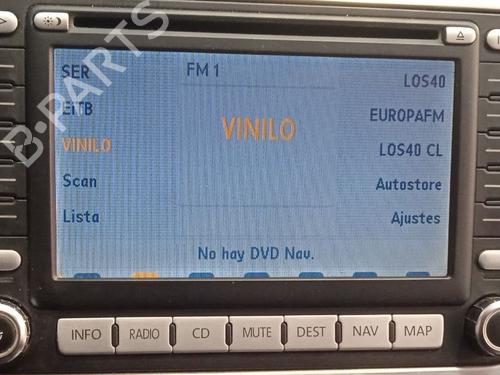 SER
FM 1
LOS40
EITB
VINILO
EUROPAFM
VINILO
LOS40 CL
Scan
Autostore
Lista
Ajustes
No hay DVD Nav.
INFO RADIO CD MUTE DEST NAV MAP
B-PARTS